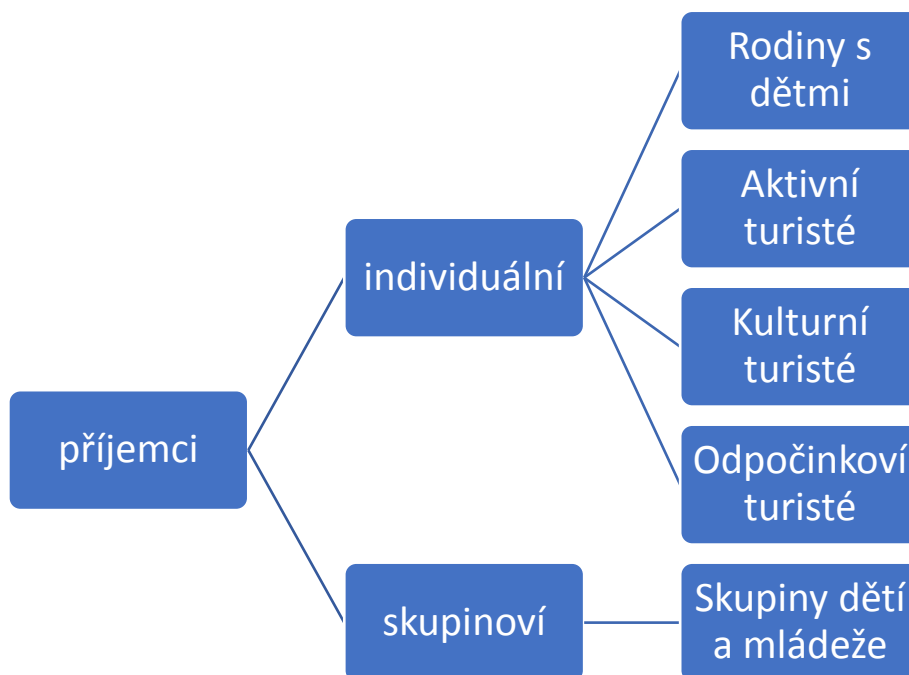 příjemci
individuální
Rodiny s
dětmi
Aktivní
turisté
Kulturní
turisté
Odpočinkoví
turisté
skupinoví
Skupiny dětí
a mládeže